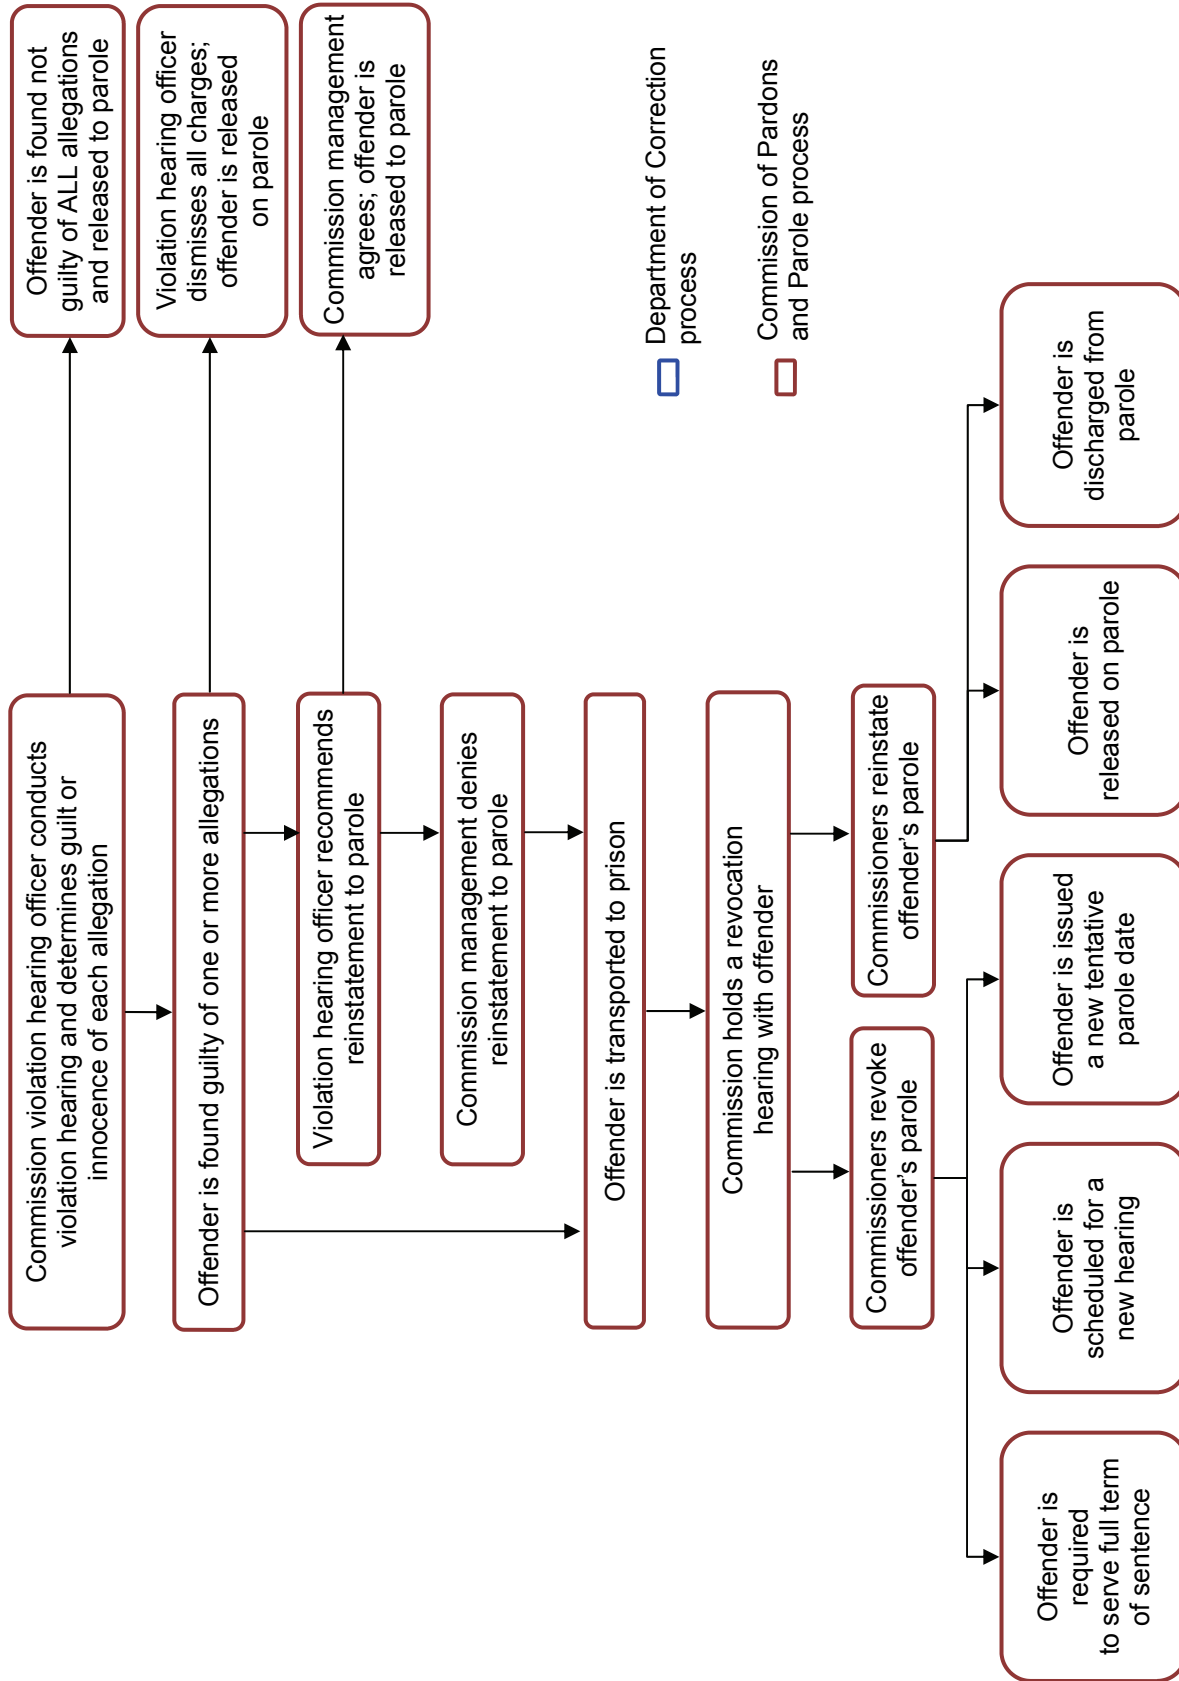 Commission violation hearing officer conducts
violation hearing and determines guilt or
innocence of each allegation
Offender is found not
guilty of ALL allegations
and released to parole
Offender is found guilty of one or more allegations
Violation hearing officer
dismisses all charges;
offender is released
on parole
Violation hearing officer recommends
reinstatement to parole
Commission management
agrees; offender is
released to parole
Commission management denies
reinstatement to parole
Offender is transported to prison
Department of Correction
process
Commission holds a revocation
hearing with offender
Commission of Pardons
and Parole process
Commissioners revoke
offender’s parole
Commissioners reinstate
offender’s parole
Offender is
required
to serve full term
of sentence
Offender is
scheduled for a
new hearing
Offender is issued
a new tentative
parole date
Offender is
released on parole
Offender is
discharged from
parole